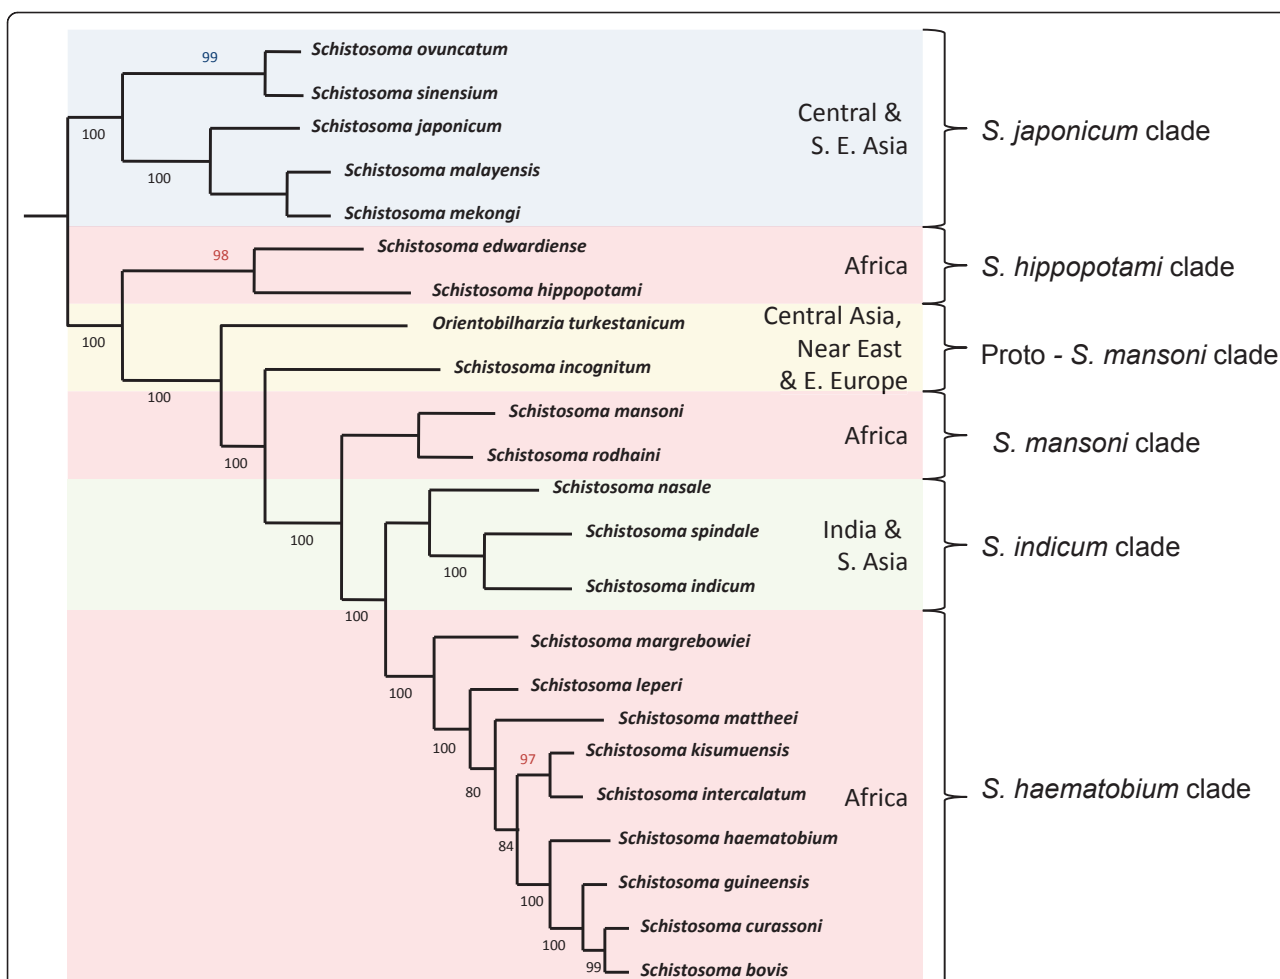 99
Schistosoma ovuncatum
Schistosoma sinensium
Central &
S. E. Asia
S. japonicum clade
100
Schistosoma japonicum
100
Schistosoma malayensis
Schistosoma mekongi
98
Schistosoma edwardiense
Africa
S. hippopotami clade
Schistosoma hippopotami
100
Orientobilharzia turkestanicum
Central Asia,
Near East
& E. Europe
Proto - S. mansoni clade
100
Schistosoma incognitum
100
Schistosoma mansoni
Africa
S. mansoni clade
Schistosoma rodhaini
100
Schistosoma nasale
India &
S. Asia
S. indicum clade
Schistosoma spindale
100
Schistosoma indicum
100
Schistosoma margrebowiei
100
Schistosoma leperi
100
Schistosoma mattheei
80
97
Schistosoma kisumuensis
Schistosoma intercalatum
Africa
S. haematobium clade
84
Schistosoma haematobium
100
Schistosoma guineensis
100
Schistosoma curassoni
99
Schistosoma bovis